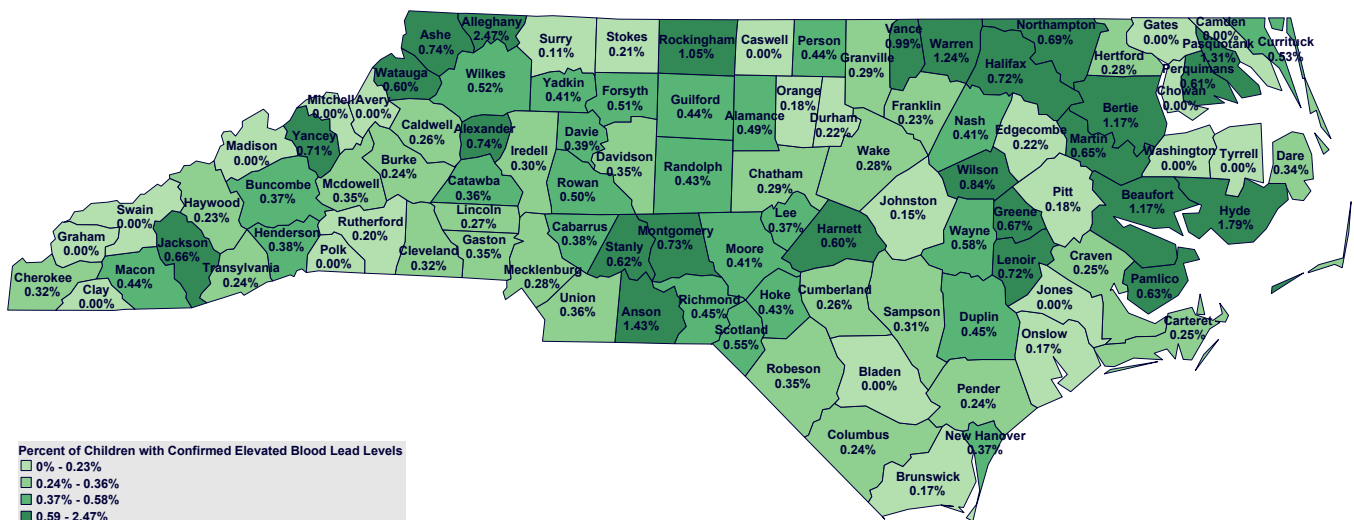 Ashe
0.74%
Alleghany
2.47%
Surry
0.11%
Stokes
0.21%
Rockingham
1.05%
Caswell
0.00%
Person
0.44%
Granville
0.29%
Vance
0.99%
Warren
1.24%
Northampton
0.69%
Halifax
0.72%
Hertford
0.28%
Gates
0.00%
Camden
0.00%
Pasquotank
1.31%
Currituck
0.53%
Perquimans
0.61%
Chowan
0.00%
Watauga
0.60%
Wilkes
0.52%
Yadkin
0.41%
Forsyth
0.51%
Guilford
0.44%
Alamance
0.49%
Orange
0.18%
Durham
0.22%
Franklin
0.23%
Nash
0.41%
Edgecombe
0.22%
Bertie
1.17%
Martin
0.65%
Washington
0.00%
Tyrrell
0.00%
Dare
0.34%
Mitchell
0.00%
Avery
0.00%
Yancey
0.71%
Madison
0.00%
Caldwell
0.26%
Alexander
0.74%
Iredell
0.30%
Davie
0.39%
Davidson
0.35%
Randolph
0.43%
Chatham
0.29%
Wake
0.28%
Wilson
0.84%
Pitt
0.18%
Beaufort
1.17%
Hyde
1.79%
Burke
0.24%
Mcdowell
0.35%
Buncombe
0.37%
Haywood
0.23%
Catawba
0.36%
Rowan
0.50%
Lincoln
0.27%
Johnston
0.15%
Greene
0.67%
Wayne
0.58%
Lenoir
0.72%
Craven
0.25%
Pamlico
0.63%
Swain
0.00%
Graham
0.00%
Jackson
0.66%
Henderson
0.38%
Rutherford
0.20%
Polk
0.00%
Cleveland
0.32%
Gaston
0.35%
Cherokee
0.32%
Clay
0.00%
Macon
0.44%
Transylvania
0.24%
Mecklenburg
0.28%
Cabarrus
0.38%
Stanly
0.62%
Montgomery
0.73%
Moore
0.41%
Lee
0.37%
Harnett
0.60%
Union
0.36%
Anson
1.43%
Richmond
0.45%
Scotland
0.55%
Hoke
0.43%
Cumberland
0.26%
Sampson
0.31%
Duplin
0.45%
Jones
0.00%
Onslow
0.17%
Carteret
0.25%
Robeson
0.35%
Bladen
0.00%
Pender
0.24%
Columbus
0.24%
New Hanover
0.37%
Brunswick
0.17%
Percent of Children with Confirmed Elevated Blood Lead Levels
0% - 0.23%
0.24% - 0.36%
0.37% - 0.58%
0.59 - 2.47%